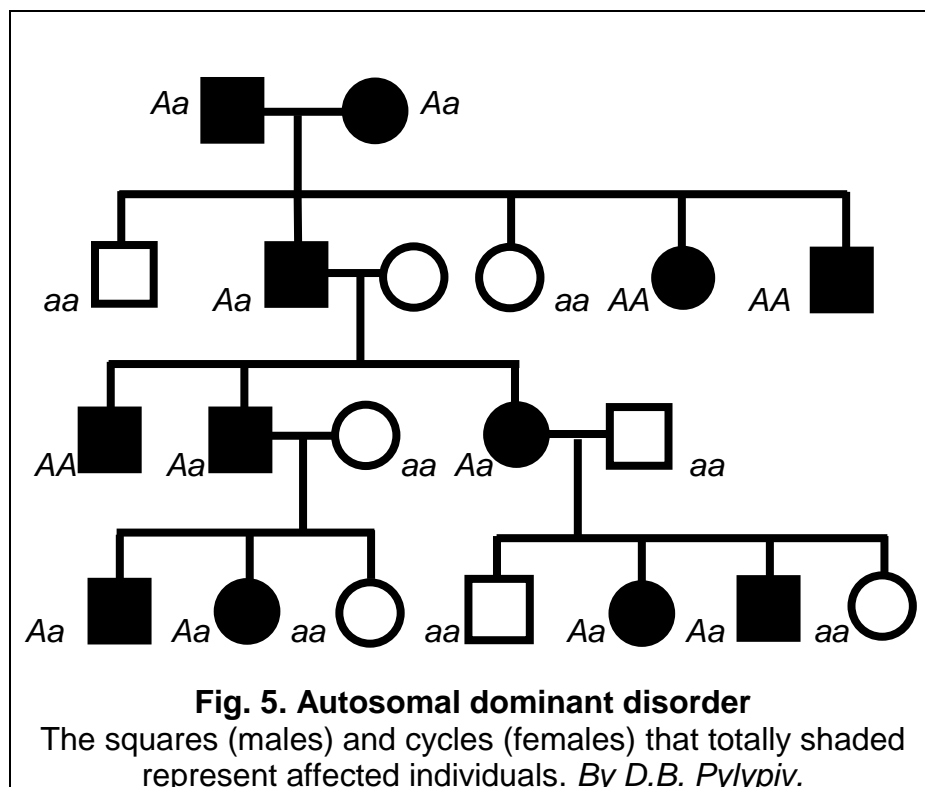 Aa Aa
aa Aa aa AA AA
AA Aa aa Aa aa
Aa Aa aa aa Aa Aa aa
Fig. 5. Autosomal dominant disorder
The squares (males) and cycles (females) that totally shaded
represent affected individuals. By D.B. Pylypiv.